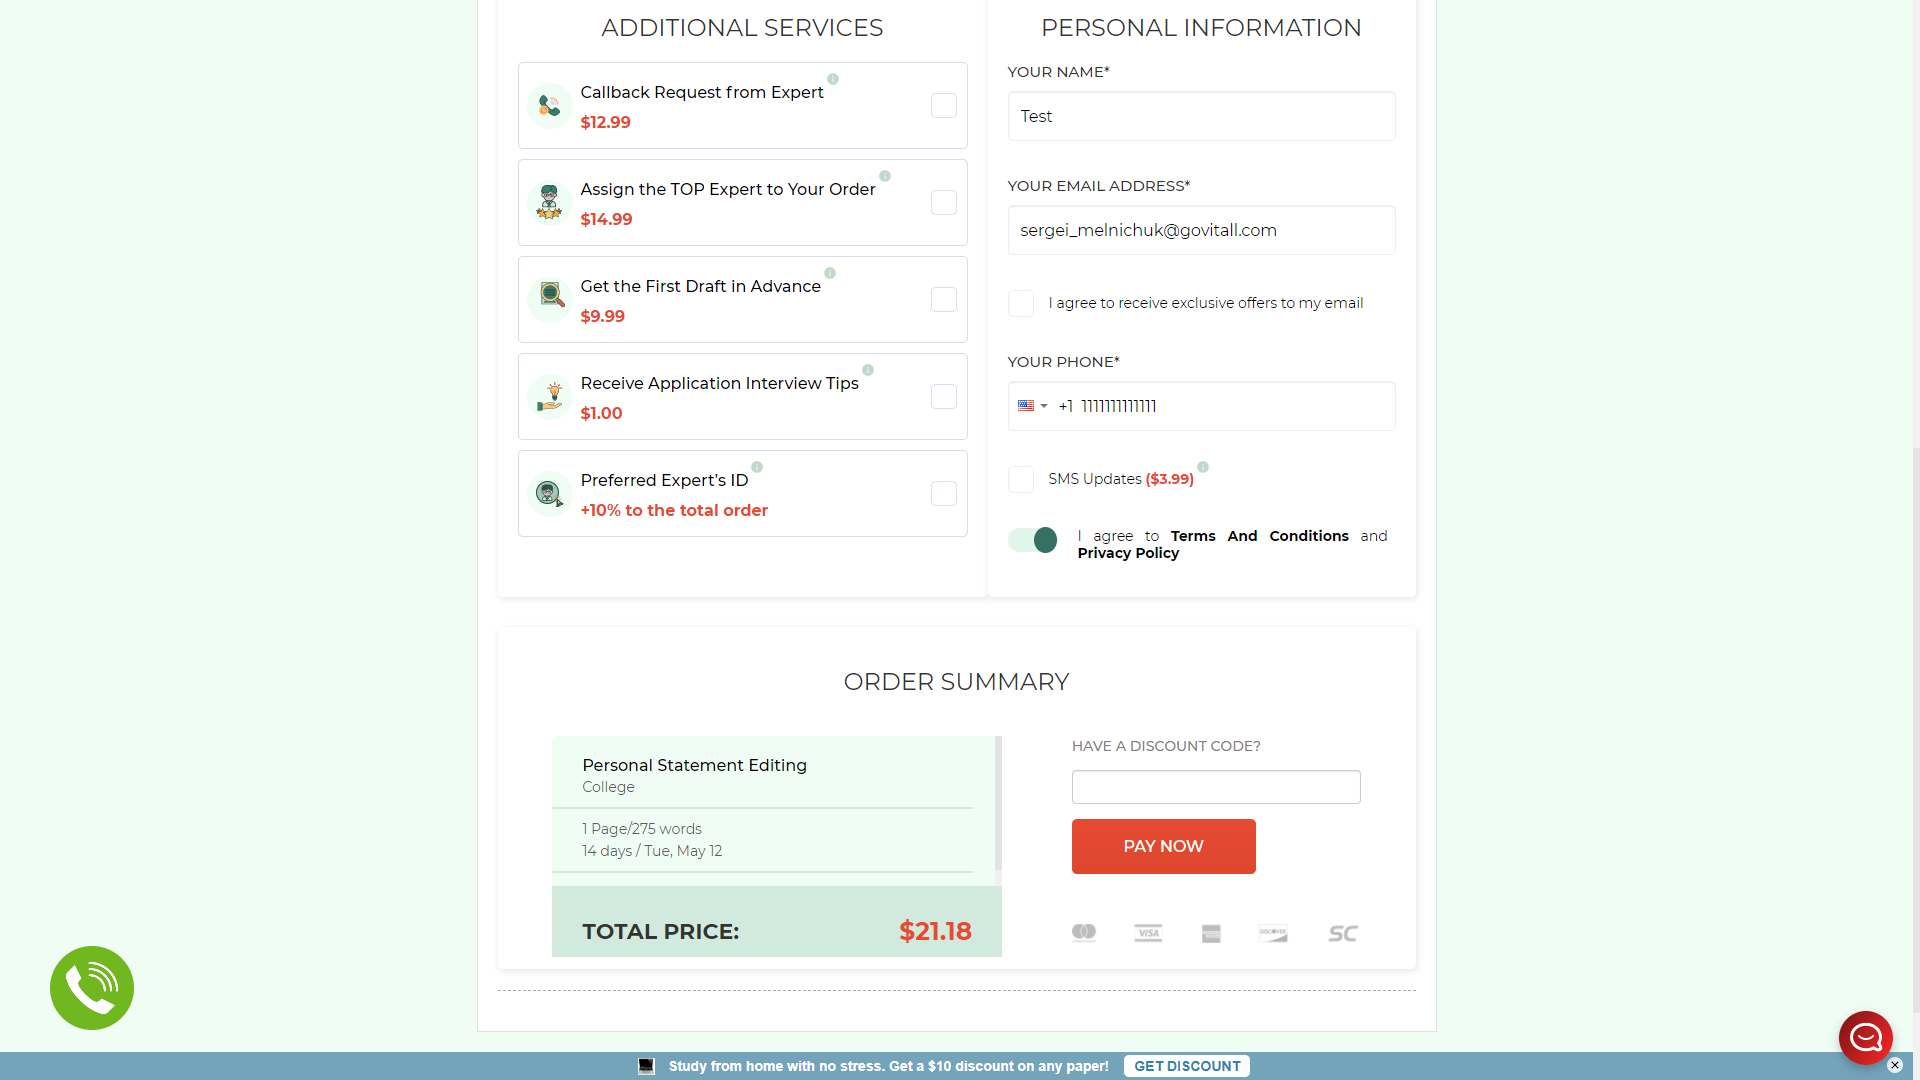 ADDITIONAL SERVICES
Callback Request from Expert
$12.99
Assign the TOP Expert to Your Order
$14.99
Get the First Draft in Advance
$9.99
Receive Application Interview Tips
$1.00
Preferred Expert's ID
+10% to the total order
PERSONAL INFORMATION
YOUR NAME*
Test
YOUR EMAIL ADDRESS*
sergei_melnichuk@govitall.com
I agree to receive exclusive offers to my email
YOUR PHONE*
+1 1111111111111
SMS Updates ($3.99)
I agree to Terms And Conditions and
Privacy Policy
ORDER SUMMARY
Personal Statement Editing
College
1 Page/275 words
14 days / Tue, May 12
TOTAL PRICE: $21.18
HAVE A DISCOUNT CODE?
PAY NOW
VISA
DISCOVER
SC
Study from home with no stress. Get a $10 discount on any paper! GET DISCOUNT